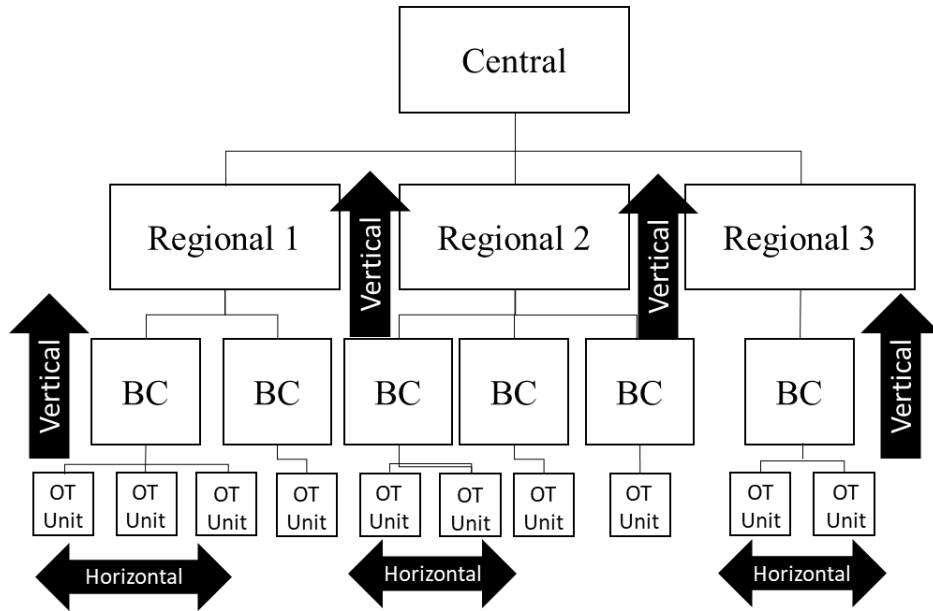 Central
Regional 1
Vertical
Regional 2
Vertical
Regional 3
Vertical
BC
BC
BC
BC
BC
BC
Vertical
OT
Unit
OT
Unit
OT
Unit
OT
Unit
OT
Unit
OT
Unit
OT
Unit
OT
Unit
OT
Unit
OT
Unit
Horizontal
Horizontal
Horizontal